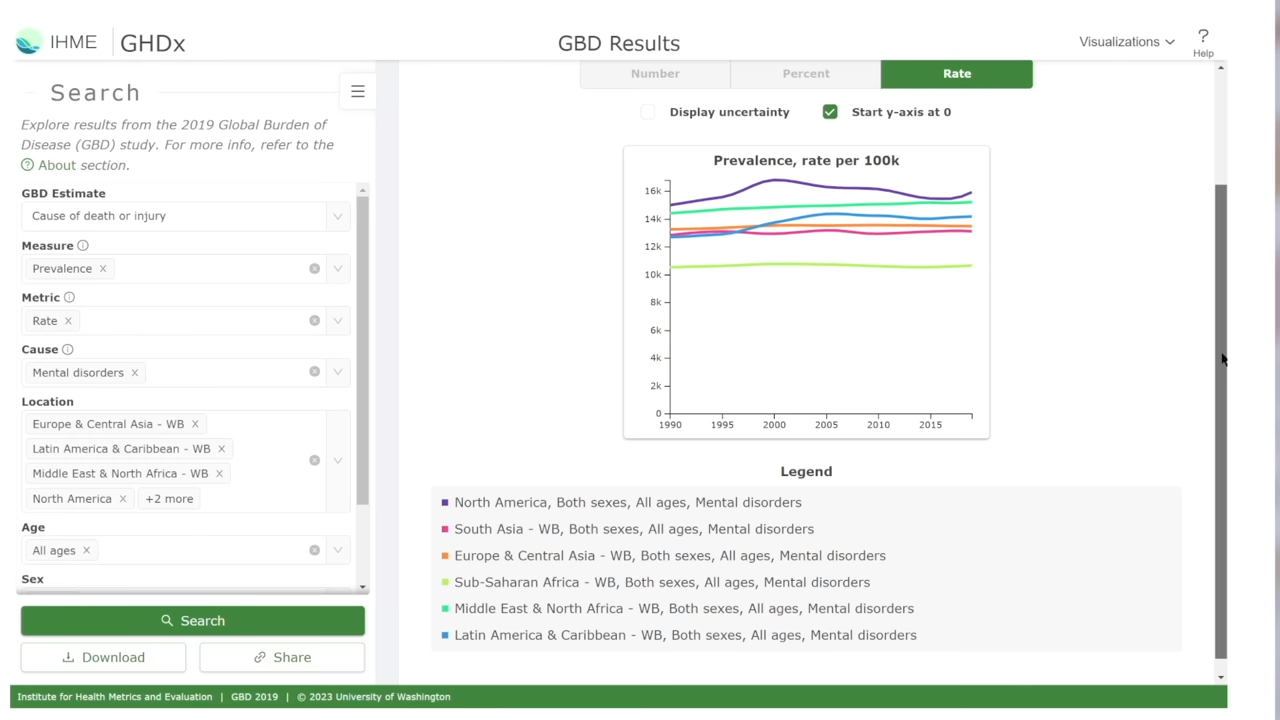 IHME
GHDx
GBD Results
Visualizations
?
Help
Search
Explore results from the 2019 Global Burden of
Disease (GBD) study. For more info, refer to the
? About section.
GBD Estimate
Cause of death or injury
Measure
Prevalence
Metric
Rate
Cause
Mental disorders
Location
Europe & Central Asia - WB
Latin America & Caribbean - WB
Middle East & North Africa - WB
North America
+2 more
Age
All ages
Sex
Search
Download
Share
Number
Percent
Rate
Display uncertainty
Start y-axis at 0
Prevalence, rate per 100k
16k
14k
12k
10k
8k
6k
4k
2k
0
1990 1995 2000 2005 2010 2015
Legend
North America, Both sexes, All ages, Mental disorders
South Asia - WB, Both sexes, All ages, Mental disorders
Europe & Central Asia - WB, Both sexes, All ages, Mental disorders
Sub-Saharan Africa - WB, Both sexes, All ages, Mental disorders
Middle East & North Africa - WB, Both sexes, All ages, Mental disorders
Latin America & Caribbean - WB, Both sexes, All ages, Mental disorders
Institute for Health Metrics and Evaluation | GBD 2019 | © 2023 University of Washington